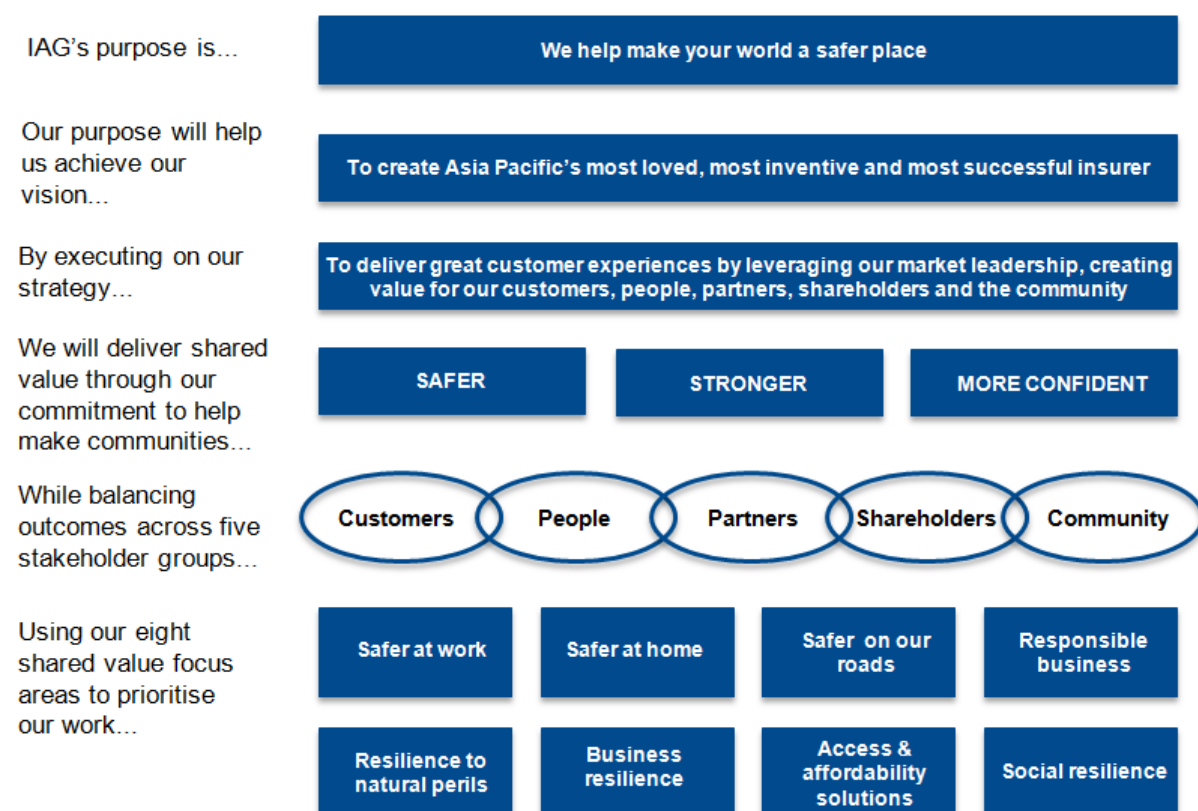 IAG's purpose is...
We help make your world a safer place
Our purpose will help
us achieve our
vision...
To create Asia Pacific's most loved, most inventive and most successful insurer
By executing on our
strategy...
To deliver great customer experiences by leveraging our market leadership, creating
value for our customers, people, partners, shareholders and the community
We will deliver shared
value through our
commitment to help
make communities...
SAFER
STRONGER
MORE CONFIDENT
While balancing
outcomes across five
stakeholder groups...
Customers
People
Partners
Shareholders
Community
Using our eight
shared value focus
areas to prioritise
our work...
Safer at work
Safer at home
Safer on our
roads
Responsible
business
Resilience to
natural perils
Business
resilience
Access &
affordability
solutions
Social resilience